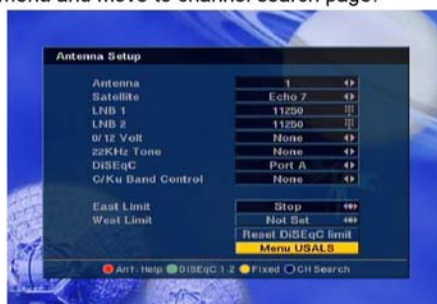 menu and move to channel search page.
Antenna Setup
Antenna 1
Satellite Echo 7
LNB 1 11250
LNB 2 11250
0/12 Volt None
22KHz Tone None
DiSEqC Port A
C/Ku Band Control None
East Limit Stop
West Limit Not Set
Reset DiSEqC limit
Menu USALS
Ant. Help DISEqC 1.2 Fixed CH Search